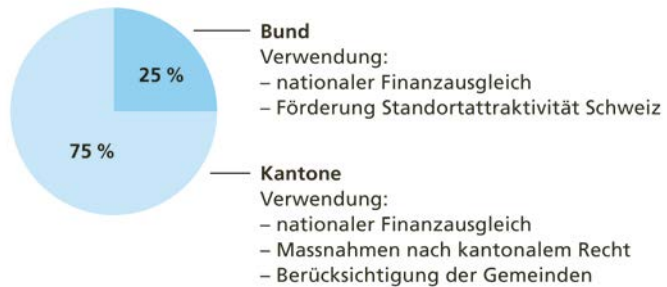 25 %
75 %
Bund
Verwendung:
– nationaler Finanzausgleich
– Förderung Standortattraktivität Schweiz
Kantone
Verwendung:
– nationaler Finanzausgleich
– Massnahmen nach kantonalem Recht
– Berücksichtigung der Gemeinden